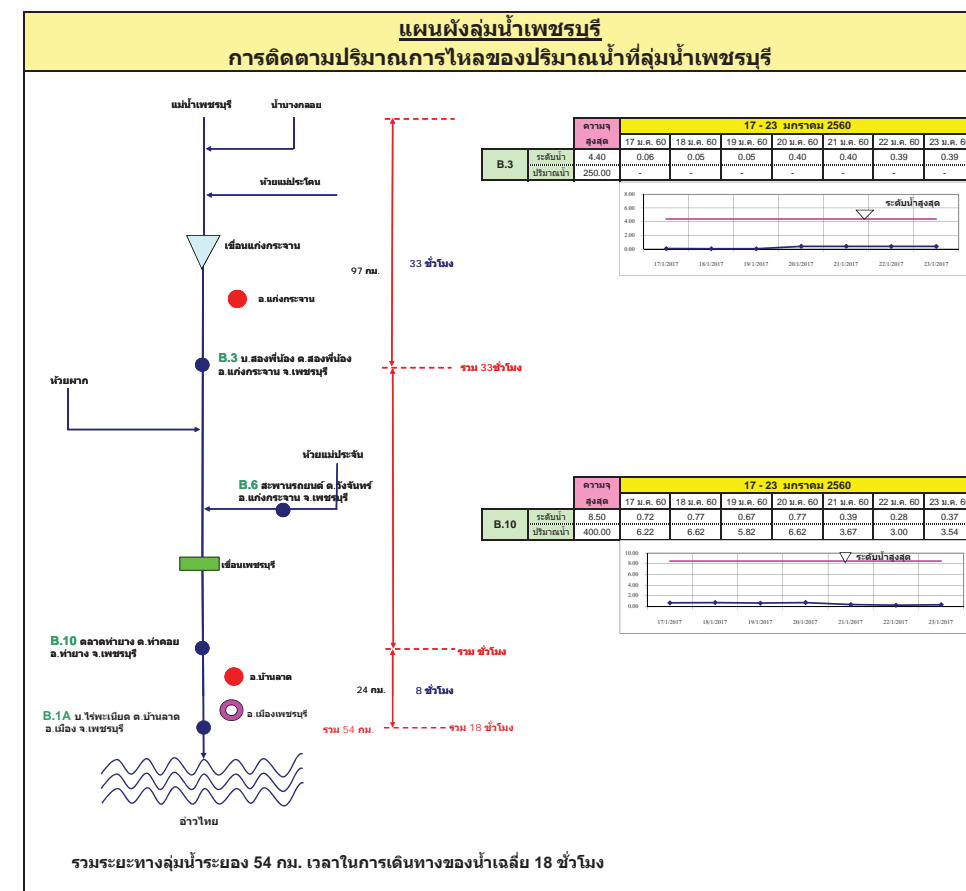 แผนผังลุ่มน้ำเพชรบุรี
การติดตามปริมาณการไหลของปริมาณน้ำที่ลุ่มน้ำเพชรบุรี
แม่น้ำเพชรบุรี
น้ำบางกลอย
ห้วยแม่ประโดน
เขื่อนแก่งกระจาน
97 กม.
33 ชั่วโมง
อ.แก่งกระจาน
B.3 บ.สองพี่น้อง ต.สองพี่น้อง
อ.แก่งกระจาน จ.เพชรบุรี
รวม 33ชั่วโมง
ห้วยผาก
ห้วยแม่ประจัน
B.6 สะพานรถยนต์ ต.วังจันทร์
อ.แก่งกระจาน จ.เพชรบุรี
เขื่อนเพชรบุรี
B.10 ตลาดท่ายาง ต.ท่าคอย
อ.ท่ายาง จ.เพชรบุรี
รวม ชั่วโมง
อ.บ้านลาด
24 กม.
8 ชั่วโมง
อ.เมืองเพชรบุรี
B.1A บ.ไร่พะเนียด ต.บ้านลาด
อ.เมือง จ.เพชรบุรี
รวม 54 กม.
รวม 18 ชั่วโมง
อ่าวไทย
รวมระยะทางลุ่มน้ำระยอง 54 กม. เวลาในการเดินทางของน้ำเฉลี่ย 18 ชั่วโมง
ความจุ 17 - 23 มกราคม 2560
สูงสุด 17 ม.ค. 60 18 ม.ค. 60 19 ม.ค. 60 20 ม.ค. 60 21 ม.ค. 60 22 ม.ค. 60 23 ม.ค. 60
B.3
ระดับน้ำ 4.40 0.06 0.05 0.05 0.40 0.40 0.39 0.39
ปริมาณน้ำ 250.00 - - - - - - -
8.00
6.00
4.00
2.00
0.00
ระดับน้ำสูงสุด
17/1/2017 18/1/2017 19/1/2017 20/1/2017 21/1/2017 22/1/2017 23/1/2017
ความจุ 17 - 23 มกราคม 2560
สูงสุด 17 ม.ค. 60 18 ม.ค. 60 19 ม.ค. 60 20 ม.ค. 60 21 ม.ค. 60 22 ม.ค. 60 23 ม.ค. 60
B.10
ระดับน้ำ 8.50 0.72 0.77 0.67 0.77 0.39 0.28 0.37
ปริมาณน้ำ 400.00 6.22 6.62 5.82 6.62 3.67 3.00 3.54
10.00
8.00
6.00
4.00
2.00
0.00
ระดับน้ำสูงสุด
17/1/2017 18/1/2017 19/1/2017 20/1/2017 21/1/2017 22/1/2017 23/1/2017